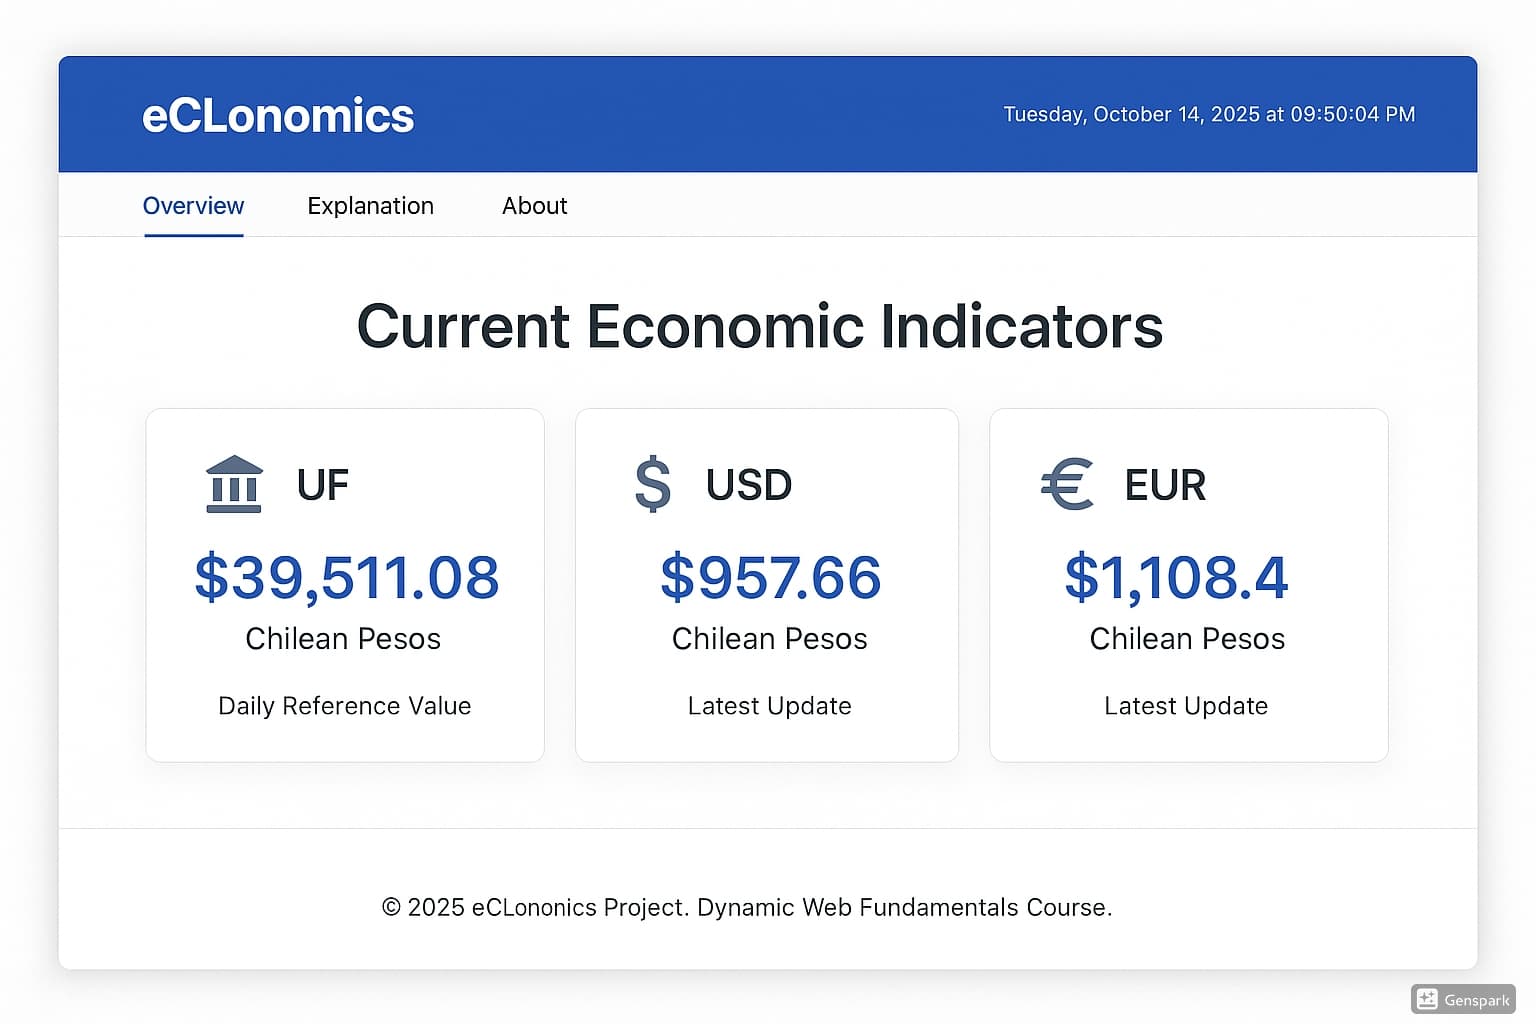 eCLonomics
Tuesday, October 14, 2025 at 09:50:04 PM
Overview
Explanation
About
Current Economic Indicators
UF
$39,511.08
Chilean Pesos
Daily Reference Value
$ USD
$957.66
Chilean Pesos
Latest Update
€ EUR
$1,108.4
Chilean Pesos
Latest Update
© 2025 eCLononics Project. Dynamic Web Fundamentals Course.
Genspark